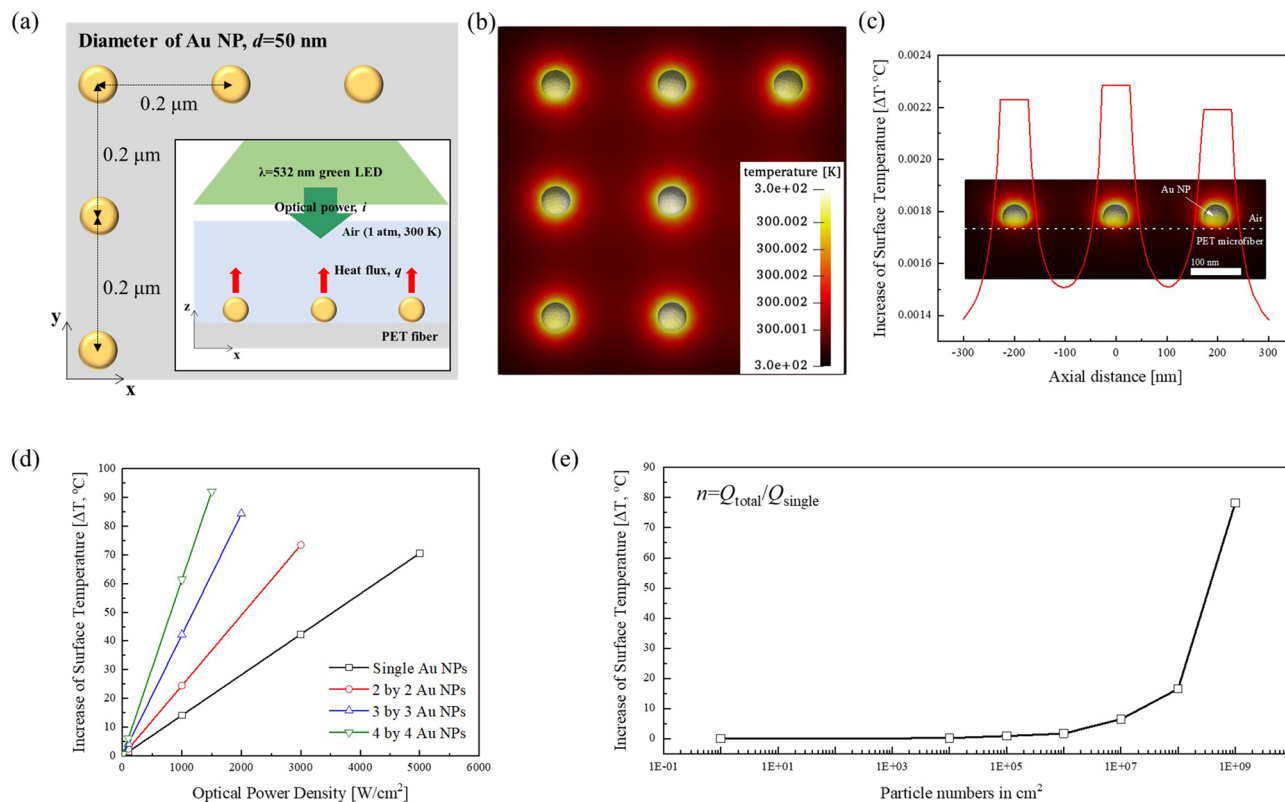 (a)
Diameter of Au NP, d=50 nm
0.2 μm
0.2 μm
0.2 μm
y
x
λ=532 nm green LED
Optical power, i
Air (1 atm, 300 K)
Heat flux, q
z
x
PET fiber
(b)
temperature [K]
3.0e+02
300.002
300.002
300.002
300.001
3.0e+02
(c)
Increase of Surface Temperature [ΔT·°C]
0.0024
0.0022
0.0020
0.0018
0.0016
0.0014
Au NP
Air
PET microfiber
100 nm
-300 -200 -100 0 100 200 300
Axial distance [nm]
(d)
Increase of Surface Temperature [ΔT, °C]
100
90
80
70
60
50
40
30
20
10
0
Single Au NPs
2 by 2 Au NPs
3 by 3 Au NPs
4 by 4 Au NPs
0 1000 2000 3000 4000 5000 6000
Optical Power Density [W/cm²]
(e)
Increase of Surface Temperature [ΔT, °C]
90
80
70
60
50
40
30
20
10
0
n=Qtotal/Qsingle
1E-01 1E+01 1E+03 1E+05 1E+07 1E+09
Particle numbers in cm²